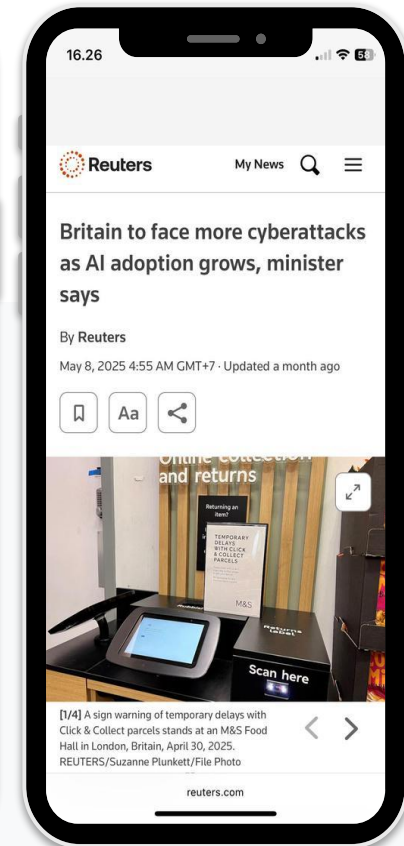 16.26
58
Reuters
My News
Britain to face more cyberattacks
as AI adoption grows, minister
says
By Reuters
May 8, 2025 4:55 AM GMT+7 · Updated a month ago
Aa
Online collection
and returns
Returning an
item?
TEMPORARY
DELAYS
WITH CLICK
& COLLECT
PARCELS
M&S
Returns
label
Scan here
[1/4] A sign warning of temporary delays with
Click & Collect parcels stands at an M&S Food
Hall in London, Britain, April 30, 2025.
REUTERS/Suzanne Plunkett/File Photo
reuters.com